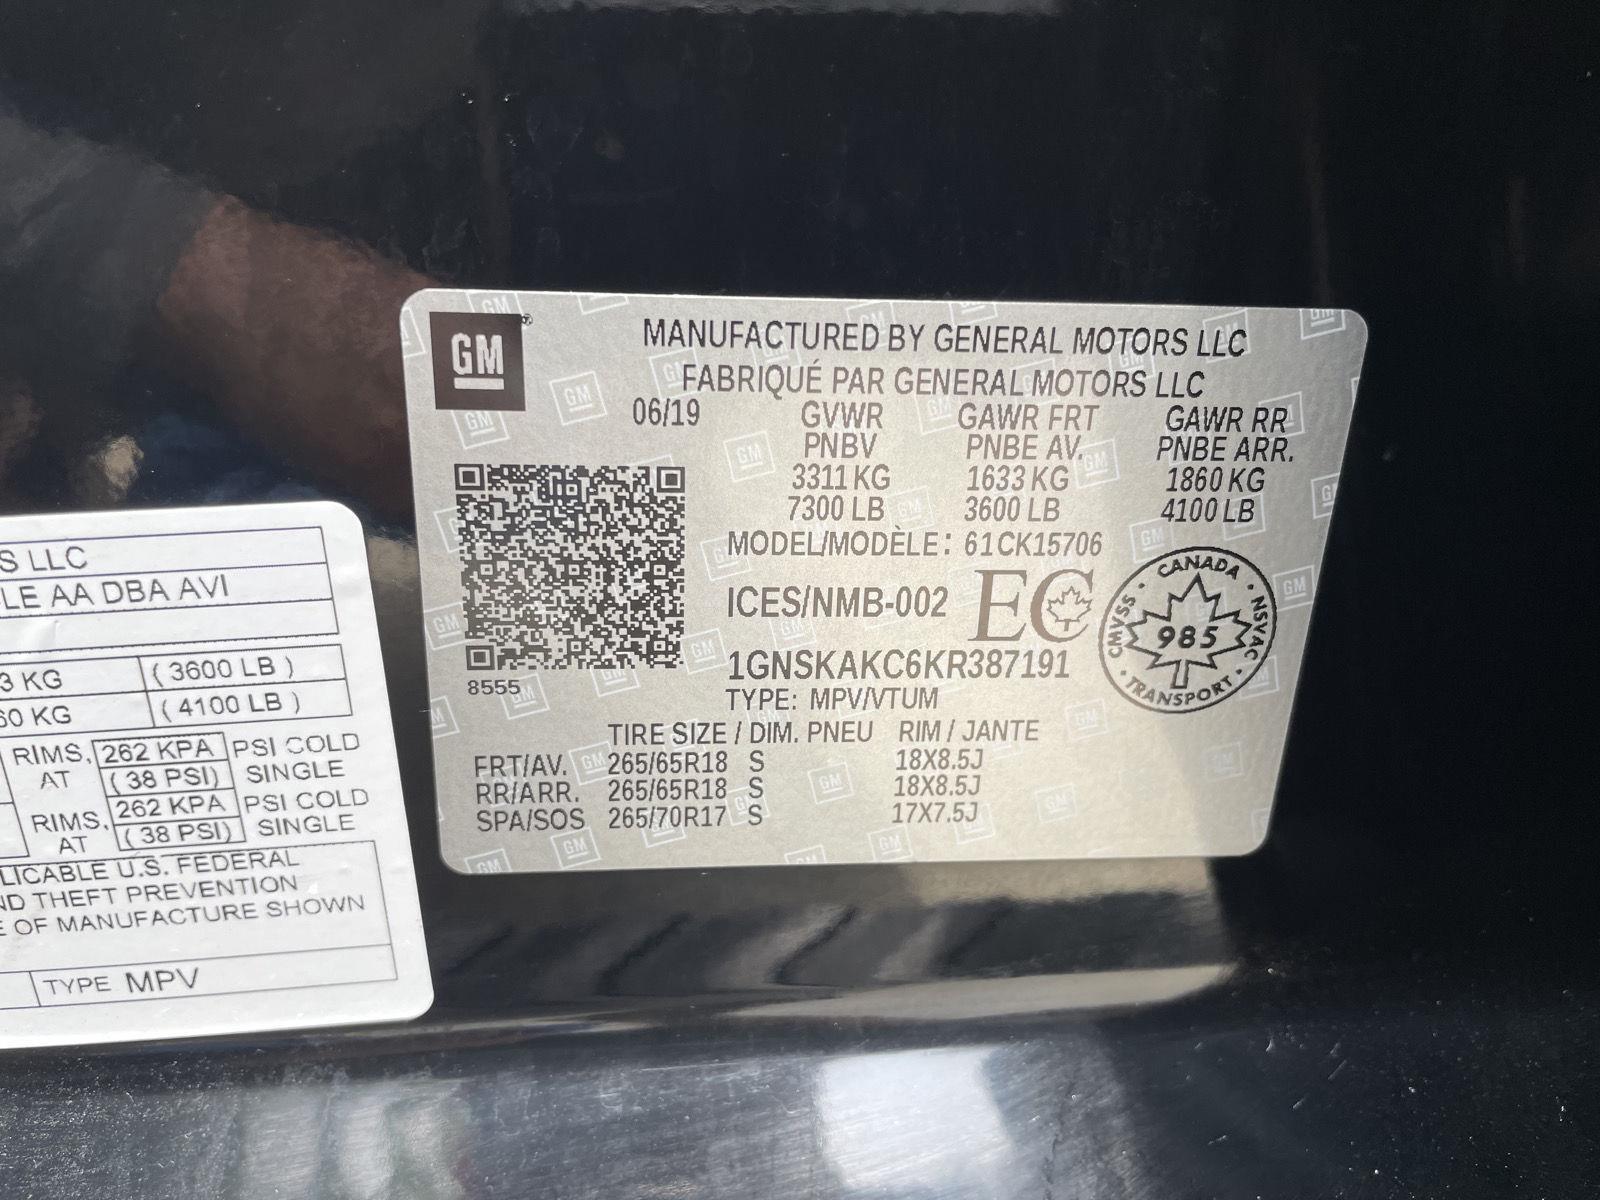 GM
MANUFACTURED BY GENERAL MOTORS LLC
FABRIQUÉ PAR GENERAL MOTORS LLC
06/19 GVWR GAWR FRT GAWR RR
PNBV PNBE AV. PNBE ARR.
3311 KG 1633 KG 1860 KG
7300 LB 3600 LB 4100 LB
MODEL/MODÈLE: 61CK15706
ICES/NMB-002 EC
CANADA
CMVSS 985 NSVAC
TRANSPORT
8555
1GNSKAKC6KR387191
TYPE: MPV/VTUM
TIRE SIZE / DIM. PNEU RIM / JANTE
FRT/AV. 265/65R18 S 18X8.5J
RR/ARR. 265/65R18 S 18X8.5J
SPA/SOS 265/70R17 S 17X7.5J
S LLC
LE AA DBA AVI
3 KG ( 3600 LB )
60 KG ( 4100 LB )
RIMS, 262 KPA PSI COLD
AT (38 PSI) SINGLE
RIMS, 262 KPA PSI COLD
AT (38 PSI) SINGLE
LICABLE U.S. FEDERAL
ND THEFT PREVENTION
E OF MANUFACTURE SHOWN
TYPE MPV